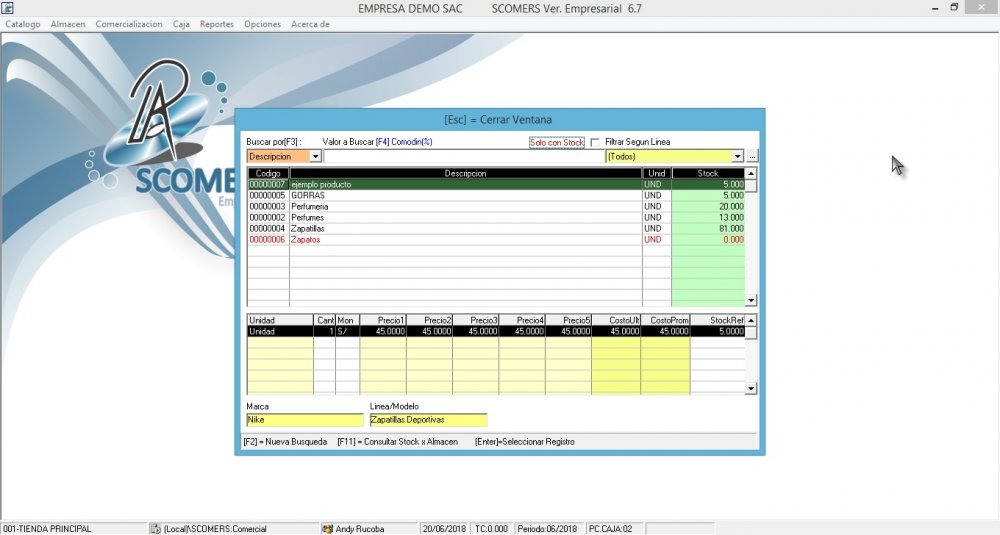 EMPRESA DEMO SAC SCOMERS Ver. Empresarial 6.7
Catalogo Almacen Comercializacion Caja Reportes Opciones Acerca de
[Esc] = Cerrar Ventana
Buscar por[F3] : Valor a Buscar [F4] Comodin(%) Solo con Stock Filtrar Segun Linea
Descripcion (Todos) ...
Codigo Descripcion Unid Stock
00000007 ejemplo producto UND 5.000
00000005 GORRAS UND 5.000
00000003 Perfumeria UND 20.000
00000002 Perfumes UND 13.000
00000004 Zapatillas UND 81.000
00000006 Zapatos UND 0.000
SCOME
Em
Unidad Cant Mon Precio1 Precio2 Precio3 Precio4 Precio5 CostoUlt CostoProm StockRef
Unidad 1 S/ 45.0000 45.0000 45.0000 45.0000 45.0000 45.0000 45.0000 5.0000
Marca Linea/Modelo
Nike Zapatillas Deportivas
[F2] = Nueva Busqueda [F11] = Consultar Stock x Almacen [Enter]=Seleccionar Registro
001-TIENDA PRINCIPAL (Local)\SCOMERS:Comercial Andy Rucoba 20/06/2018 TC:0.000 Periodo:06/2018 PC.CAJA:02